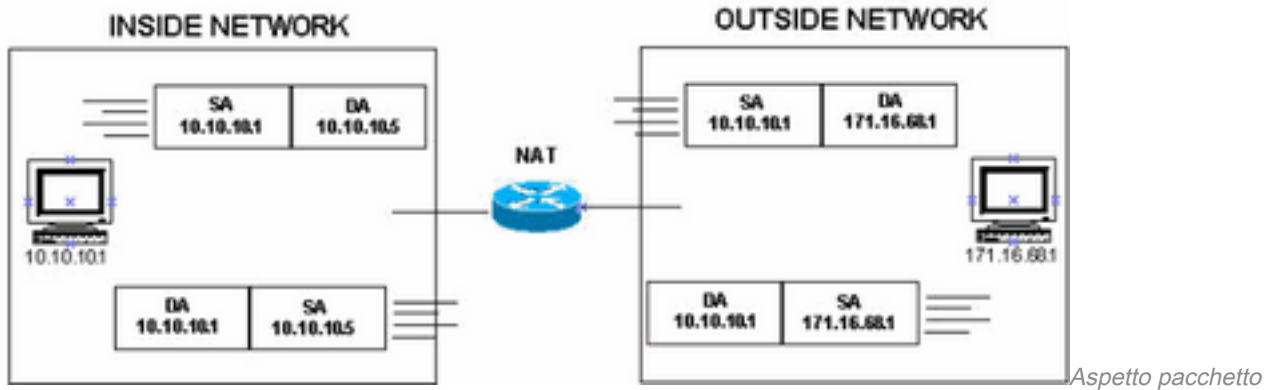 INSIDE NETWORK
OUTSIDE NETWORK
SA
10.10.10.1
DA
10.10.10.5
SA
10.10.10.1
DA
171.16.68.1
NAT
10.10.10.1
171.16.68.1
DA
10.10.10.1
SA
10.10.10.5
DA
10.10.10.1
SA
171.16.68.1
Aspetto pacchetto